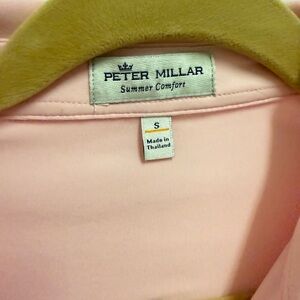 PETER MILLAR
Summer Comfort
S
Made in
Thailand